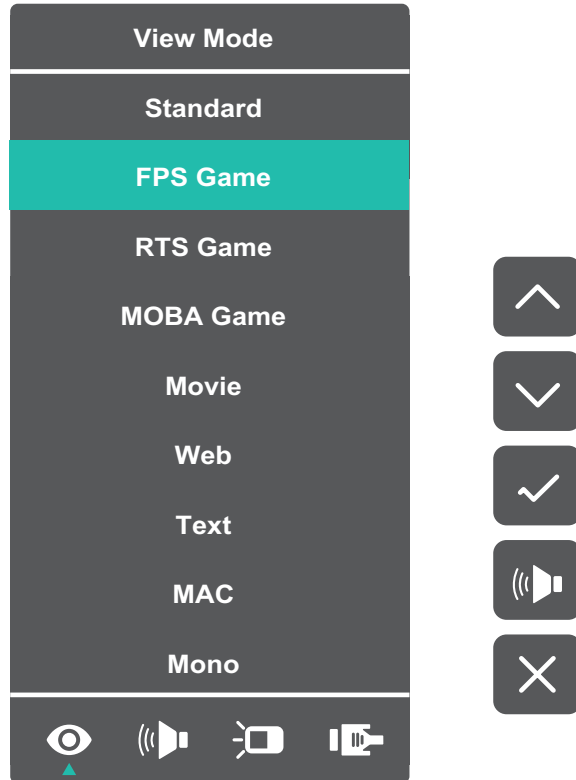 View Mode
Standard
FPS Game
RTS Game
MOBA Game
Movie
Web
Text
MAC
Mono